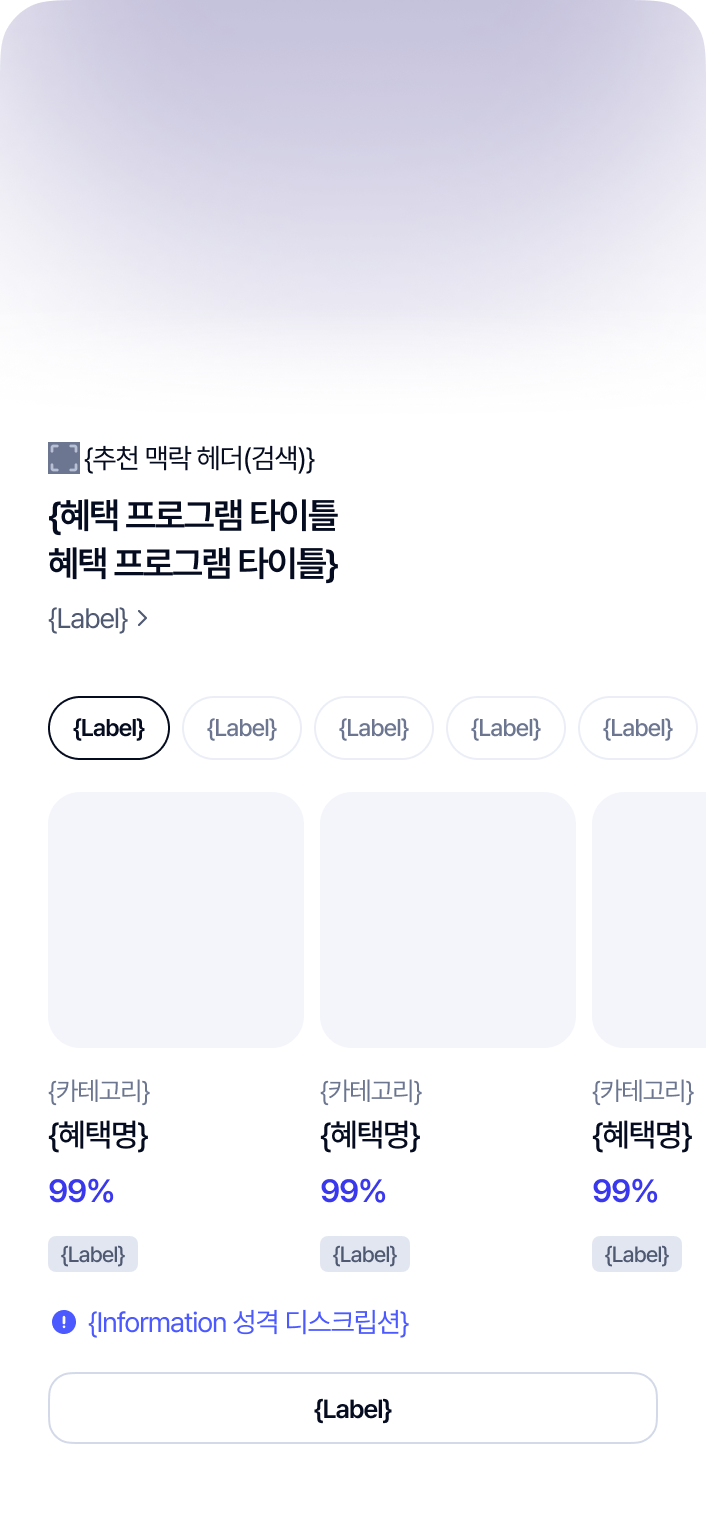 {추천 맥락 헤더(검색)}
{혜택 프로그램 타이틀
혜택 프로그램 타이틀}
{Label}
{Label} {Label} {Label} {Label} {Label}
{카테고리} {카테고리} {카테고리}
{혜택명} {혜택명} {혜택명}
99% 99% 99%
{Label} {Label} {Label}
{Information 성격 디스크립션}
{Label}